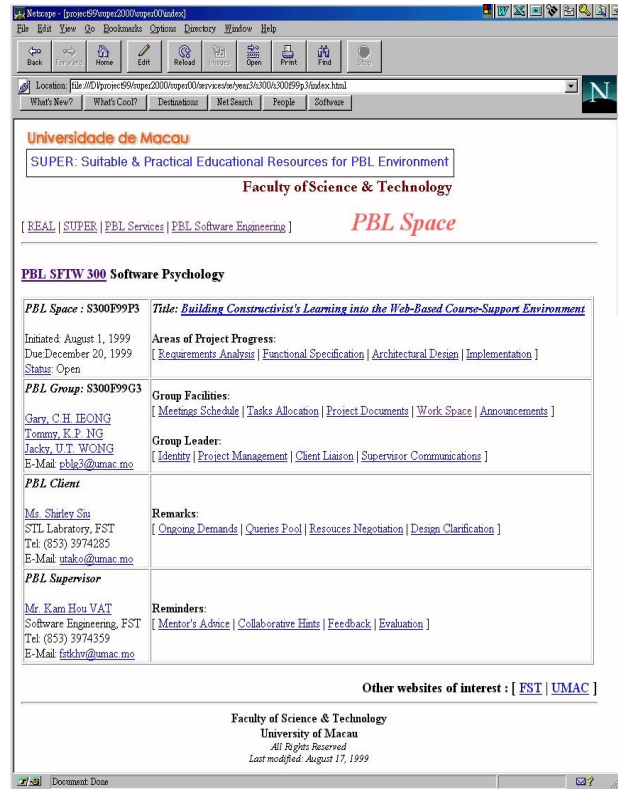 Netscape - [project99\super2000\super00\index]
File Edit View Go Bookmarks Options Directory Window Help
Back Forward Home Edit Reload Images Open Print Find Stop
Location: file:///D|/project99/super2000/super00/services/se/year3/s300/s300f99p3/index.html
What's New? What's Cool? Destinations Net Search People Software
N
Universidade de Macau
SUPER: Suitable & Practical Educational Resources for PBL Environment
Faculty of Science & Technology
[ REAL | SUPER | PBL Services | PBL Software Engineering ] PBL Space
PBL SFTW 300 Software Psychology
PBL Space : S300F99P3
Initiated: August 1, 1999
Due:December 20, 1999
Status: Open
Title: Building Constructivist's Learning into the Web-Based Course-Support Environment
Areas of Project Progress:
[ Requirements Analysis | Functional Specification | Architectural Design | Implementation ]
PBL Group: S300F99G3
Gary, C.H. IEONG
Tommy, K.P. NG
Jacky, U.T. WONG
E-Mail: pblg3@umac.mo
Group Facilities:
[ Meetings Schedule | Tasks Allocation | Project Documents | Work Space | Announcements ]
Group Leader:
[ Identity | Project Management | Client Liaison | Supervisor Communications ]
PBL Client
Ms. Shirley Siu
STL Labratory, FST
Tel: (853) 3974285
E-Mail: utako@umac.mo
Remarks:
[ Ongoing Demands | Queries Pool | Resouces Negotiation | Design Clarification ]
PBL Supervisor
Mr. Kam Hou VAT
Software Engineering, FST
Tel: (853) 3974359
E-Mail: fstkhv@umac.mo
Reminders:
[ Mentor's Advice | Collaborative Hints | Feedback | Evaluation ]
Other websites of interest : [ FST | UMAC ]
Faculty of Science & Technology
University of Macau
All Rights Reserved
Last modified: August 17, 1999
Document: Done